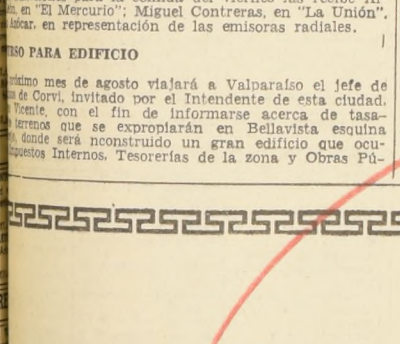 en "El Mercurio"; Miguel Contreras, en "La Unión".
en representación de las emisoras radiales.
PARA EDIFICIO
mes de agosto viajará a Valparaíso el jefe de
de Corvi, invitado por el Intendente de esta ciudad,
Vicente, con el fin de informarse acerca de tasa-
terrenos que se expropiarán en Bellavista esquina
donde será nconstruido un gran edificio que ocu-
Internos, Tesorerías de la zona y Obras Pú-